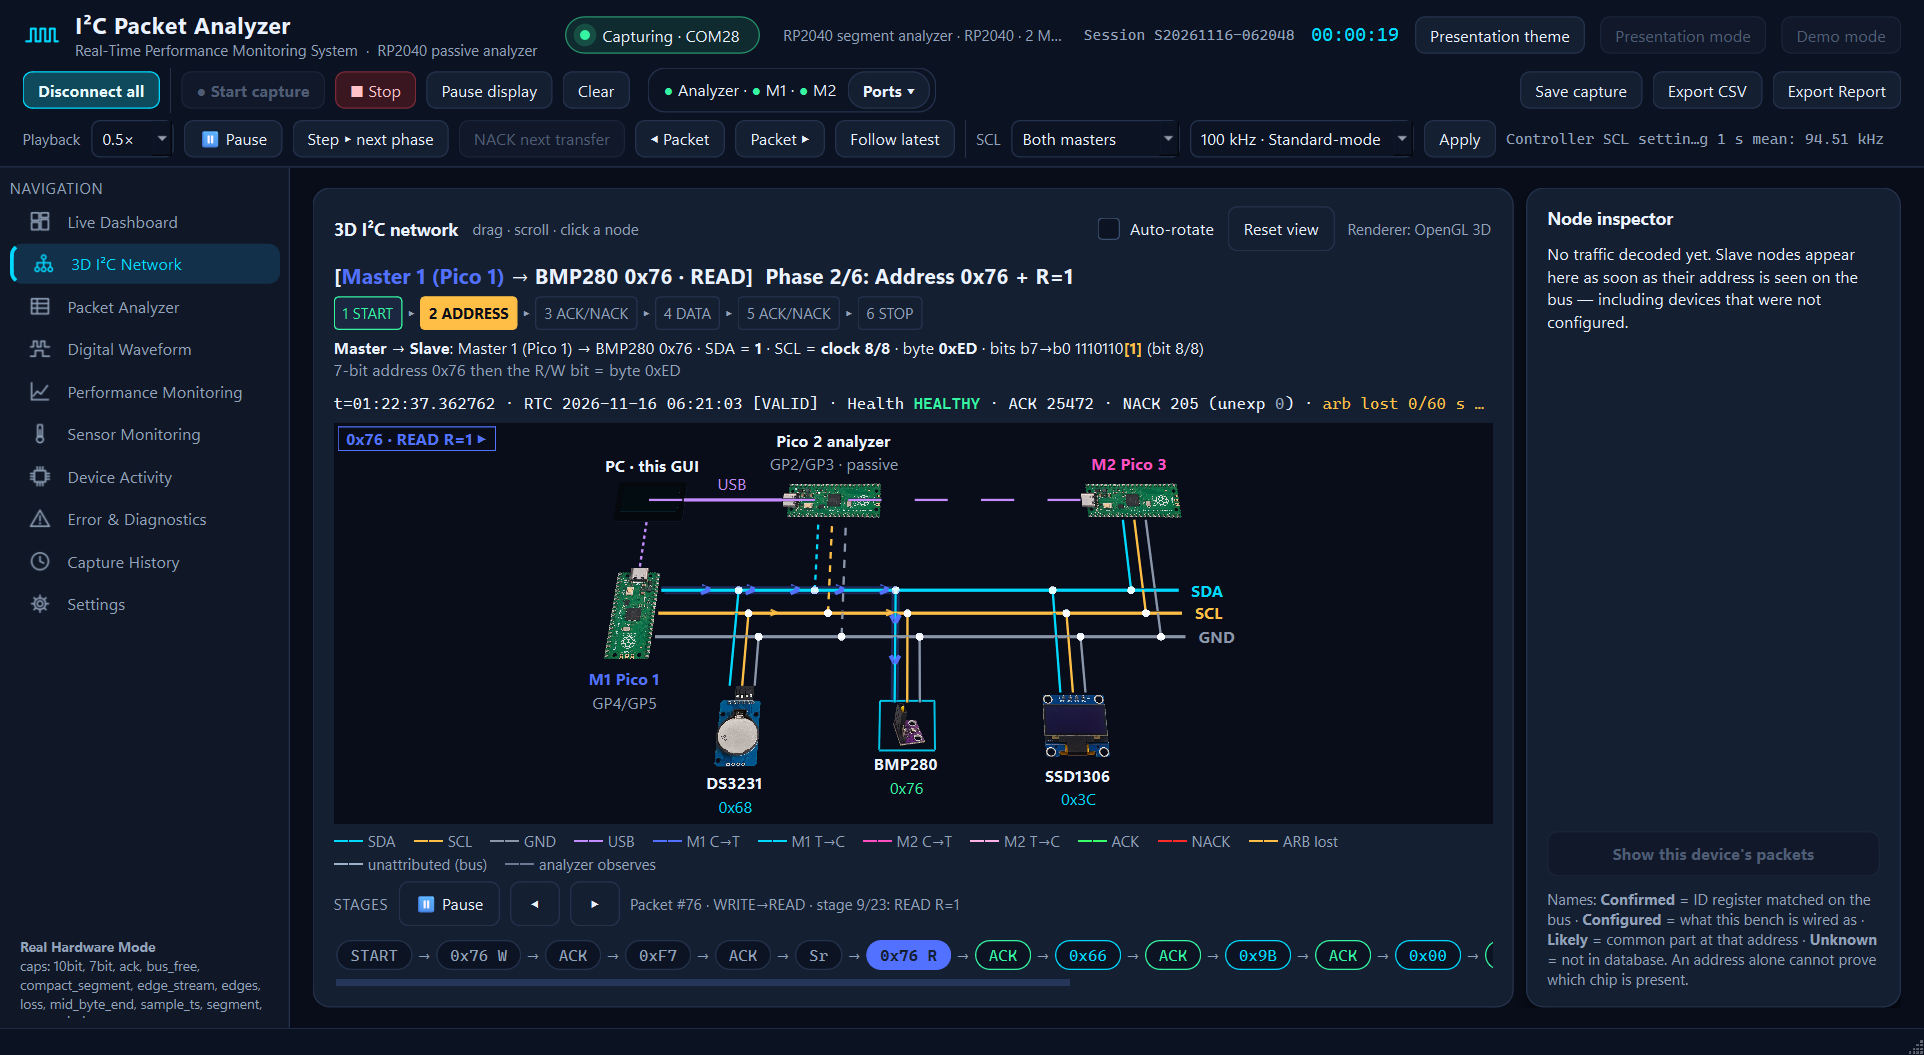 I²C Packet Analyzer
Real-Time Performance Monitoring System · RP2040 passive analyzer
Capturing · COM28
RP2040 segment analyzer · RP2040 · 2 M...
Session S20261116-062048
00:00:19
Presentation theme
Presentation mode
Demo mode
Disconnect all
● Start capture
■ Stop
Pause display
Clear
● Analyzer · ● M1 · ● M2
Ports ▾
Save capture
Export CSV
Export Report
Playback
0.5×
⏸ Pause
Step ▸ next phase
NACK next transfer
◂ Packet
Packet ▸
Follow latest
SCL
Both masters
100 kHz · Standard-mode
Apply
Controller SCL settin…g 1 s mean: 94.51 kHz
NAVIGATION
Live Dashboard
3D I²C Network
Packet Analyzer
Digital Waveform
Performance Monitoring
Sensor Monitoring
Device Activity
Error & Diagnostics
Capture History
Settings
Real Hardware Mode
caps: 10bit, 7bit, ack, bus_free,
compact_segment, edge_stream, edges,
loss, mid_byte_end, sample_ts, segment,
3D I²C network
drag · scroll · click a node
Auto-rotate
Reset view
Renderer: OpenGL 3D
[Master 1 (Pico 1) → BMP280 0x76 · READ] Phase 2/6: Address 0x76 + R=1
1 START ▸ 2 ADDRESS ▸ 3 ACK/NACK ▸ 4 DATA ▸ 5 ACK/NACK ▸ 6 STOP
Master → Slave: Master 1 (Pico 1) → BMP280 0x76 · SDA = 1 · SCL = clock 8/8 · byte 0xED · bits b7→b0 1110110[1] (bit 8/8)
7-bit address 0x76 then the R/W bit = byte 0xED
t=01:22:37.362762 · RTC 2026-11-16 06:21:03 [VALID] · Health HEALTHY · ACK 25472 · NACK 205 (unexp 0) · arb lost 0/60 s …
0x76 · READ R=1 ▸
Pico 2 analyzer
GP2/GP3 · passive
PC · this GUI
USB
M2 Pico 3
SDA
SCL
GND
M1 Pico 1
GP4/GP5
DS3231
0x68
BMP280
0x76
SSD1306
0x3C
SDA
SCL
GND
USB
M1 C→T
M1 T→C
M2 C→T
M2 T→C
ACK
NACK
ARB lost
unattributed (bus)
analyzer observes
STAGES
⏸ Pause
◂
▸
Packet #76 · WRITE→READ · stage 9/23: READ R=1
START → 0x76 W → ACK → 0xF7 → ACK → Sr → 0x76 R → ACK → 0x66 → ACK → 0x9B → ACK → 0x00 →
Node inspector
No traffic decoded yet. Slave nodes appear
here as soon as their address is seen on the
bus — including devices that were not
configured.
Show this device's packets
Names: Confirmed = ID register matched on the
bus · Configured = what this bench is wired as ·
Likely = common part at that address · Unknown
= not in database. An address alone cannot prove
which chip is present.